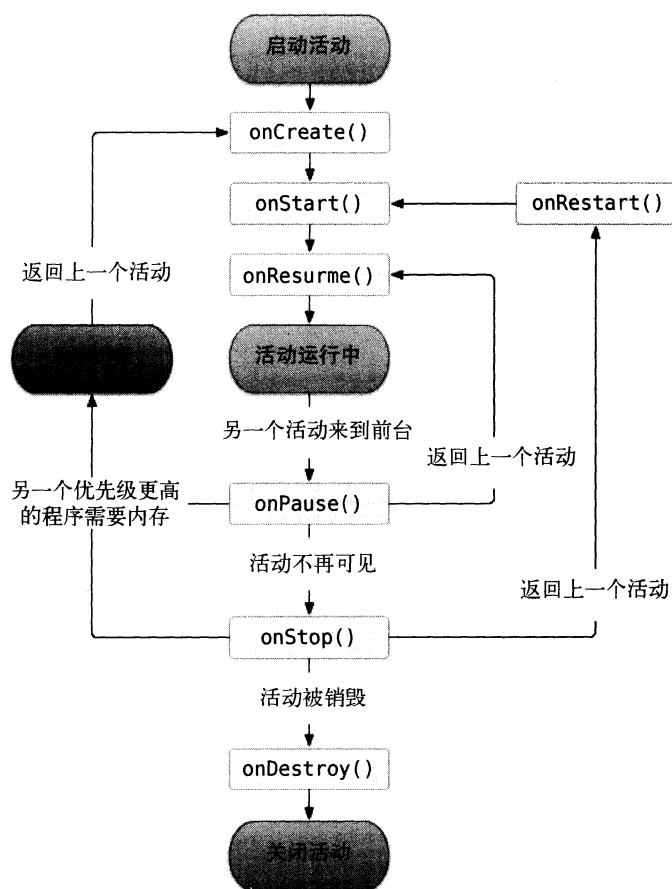 启动活动
onCreate()
onStart()
onRestart()
返回上一个活动
onResurme()
活动运行中
另一个活动来到前台
返回上一个活动
另一个优先级更高
的程序需要内存
onPause()
活动不再可见
返回上一个活动
onStop()
活动被销毁
onDestroy()
关闭活动